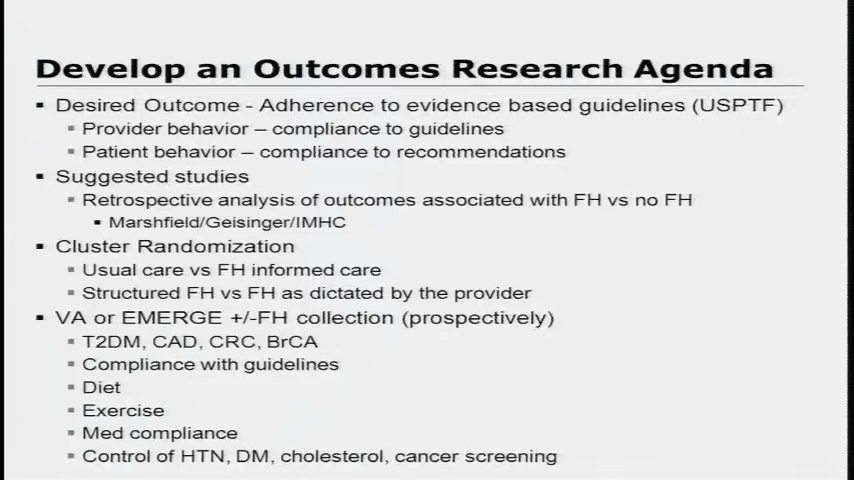 Develop an Outcomes Research Agenda
▪ Desired Outcome - Adherence to evidence based guidelines (USPTF)
▪ Provider behavior – compliance to guidelines
▪ Patient behavior – compliance to recommendations
▪ Suggested studies
▪ Retrospective analysis of outcomes associated with FH vs no FH
▪ Marshfield/Geisinger/IMHC
▪ Cluster Randomization
▪ Usual care vs FH informed care
▪ Structured FH vs FH as dictated by the provider
▪ VA or EMERGE +/-FH collection (prospectively)
▪ T2DM, CAD, CRC, BrCA
▪ Compliance with guidelines
▪ Diet
▪ Exercise
▪ Med compliance
▪ Control of HTN, DM, cholesterol, cancer screening